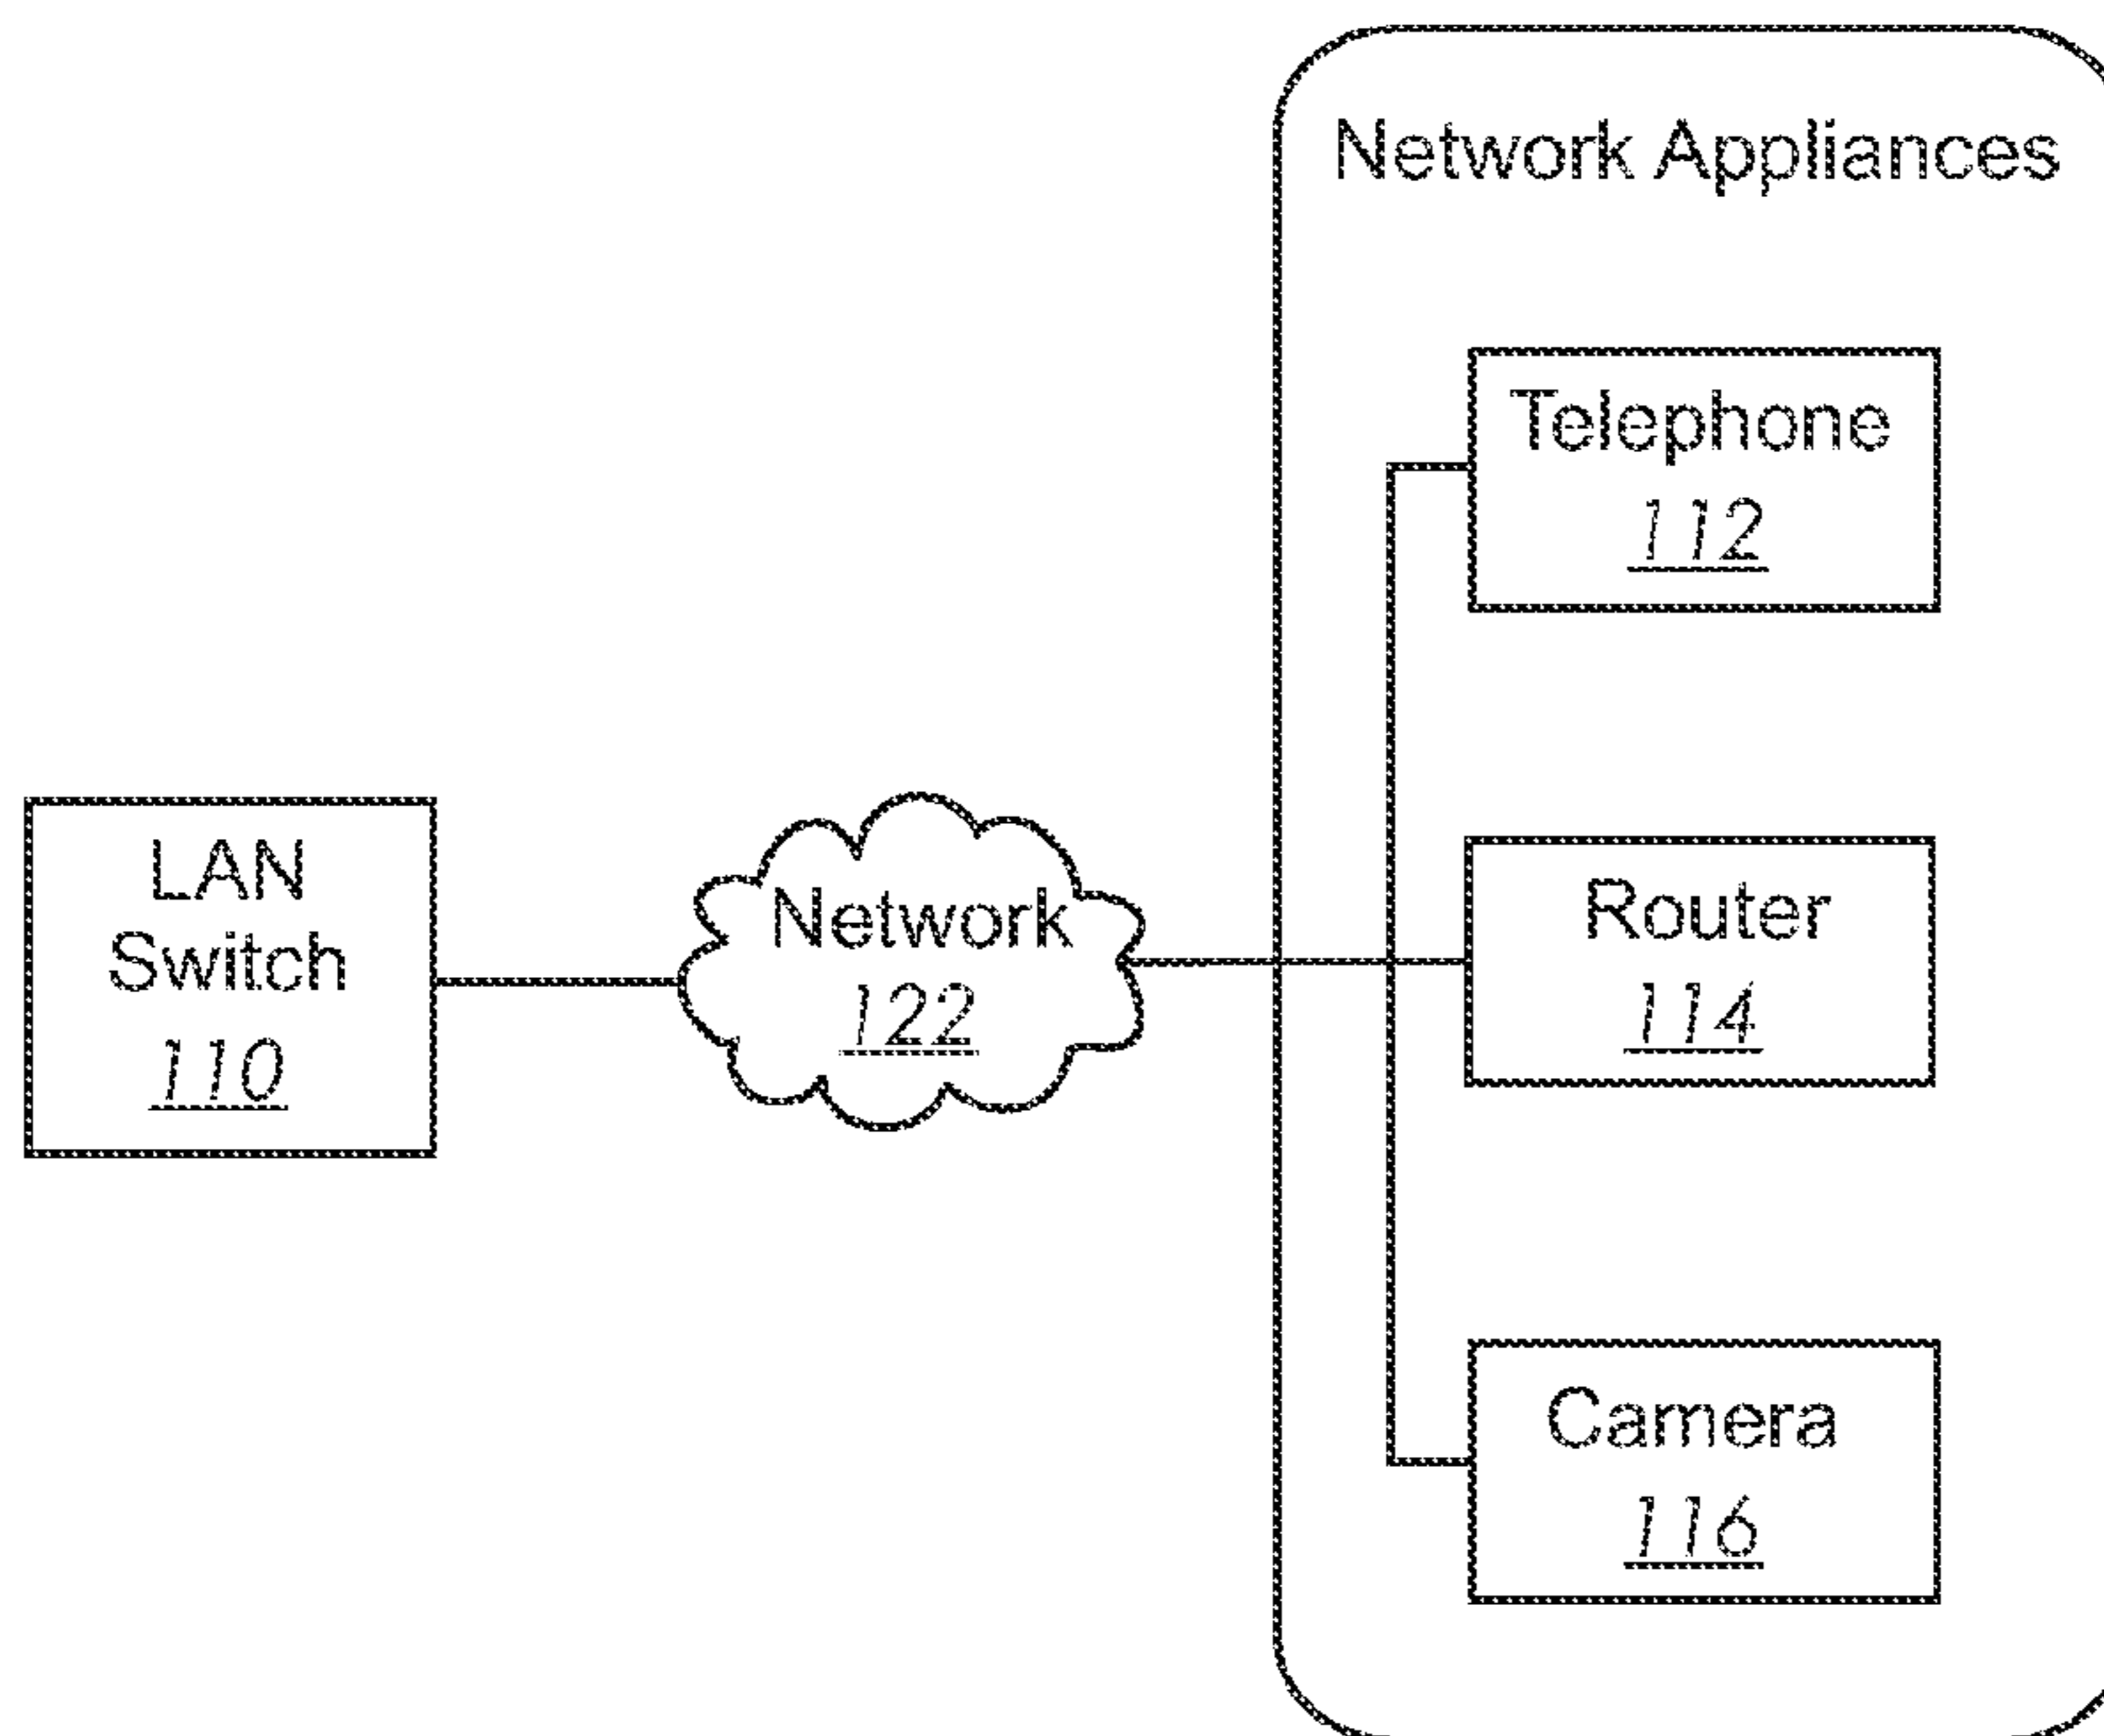 Network Appliances
Telephone
112
LAN
Switch
110
Network
122
Router
114
Camera
116